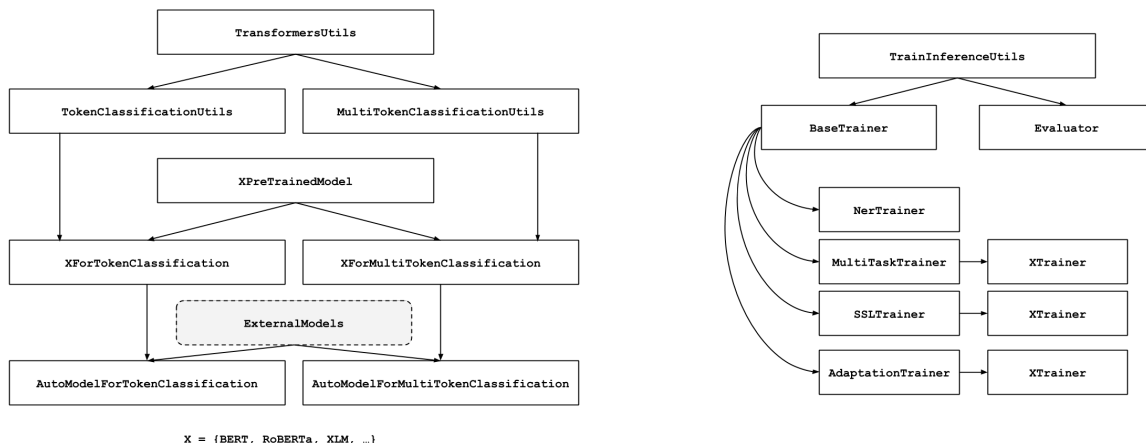 TransformersUtils
TokenClassificationUtils
MultiTokenClassificationUtils
XPreTrainedModel
XForTokenClassification
XForMultiTokenClassification
ExternalModels
AutoModelForTokenClassification
AutoModelForMultiTokenClassification
X = {BERT, RoBERTa, XLM, …}
TrainInferenceUtils
BaseTrainer
Evaluator
NerTrainer
MultiTaskTrainer
XTrainer
SSLTrainer
XTrainer
AdaptationTrainer
XTrainer